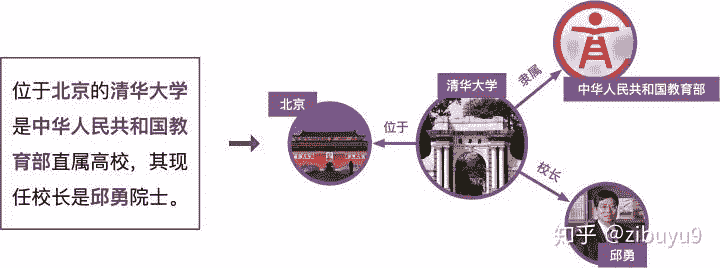 位于北京的清华大学
是中华人民共和国教
育部直属高校，其现
任校长是邱勇院士。
北京
位于
清华大学
隶属
中华人民共和国教育部
校长
邱勇
知乎 @zibuyu9